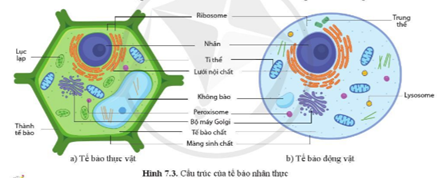 Ribosome
Trung thể
Nhân
Lục lạp
Ti thể
Lưới nội chất
Không bào
Lysosome
Peroxisome
Bộ máy Golgi
Thành tế bào
Tế bào chất
Màng sinh chất
a) Tế bào thực vật
b) Tế bào động vật
Hình 7.3. Cấu trúc của tế bào nhân thực